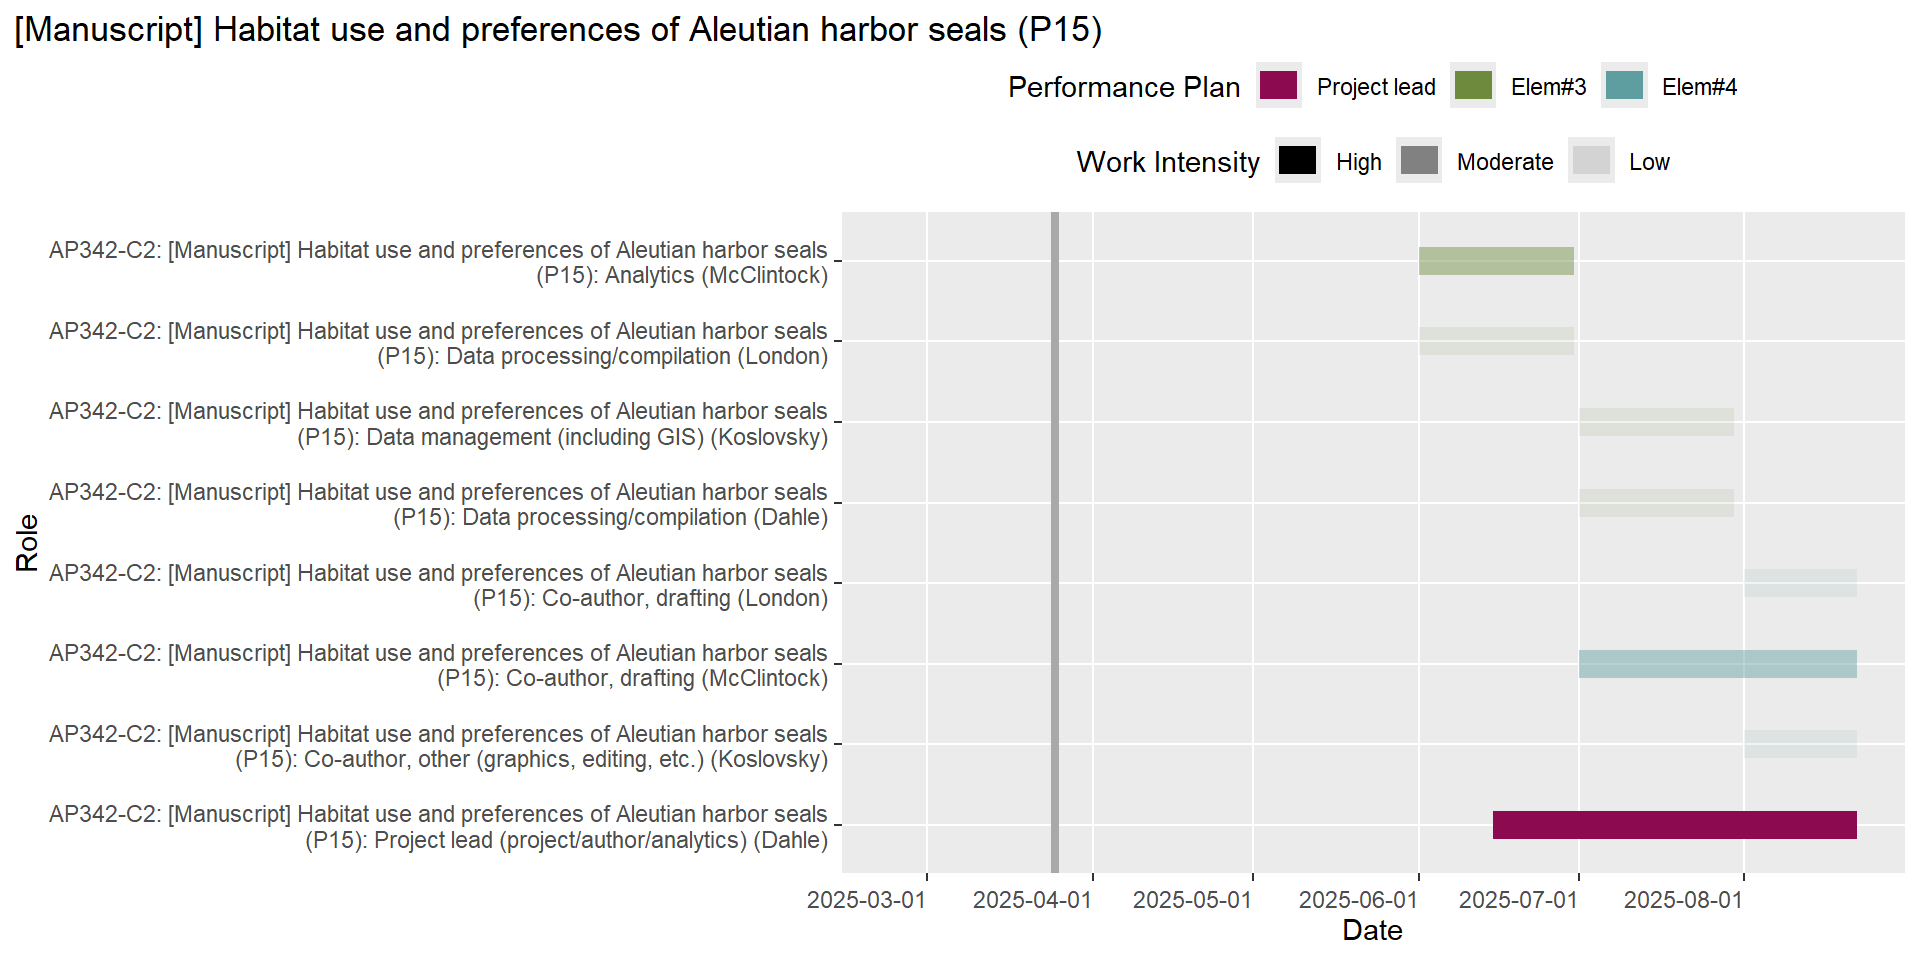 [Manuscript] Habitat use and preferences of Aleutian harbor seals (P15)
Performance Plan Project lead Elem#3 Elem#4
Work Intensity High Moderate Low
AP342-C2: [Manuscript] Habitat use and preferences of Aleutian harbor seals
(P15): Analytics (McClintock)
AP342-C2: [Manuscript] Habitat use and preferences of Aleutian harbor seals
(P15): Data processing/compilation (London)
AP342-C2: [Manuscript] Habitat use and preferences of Aleutian harbor seals
(P15): Data management (including GIS) (Koslovsky)
AP342-C2: [Manuscript] Habitat use and preferences of Aleutian harbor seals
(P15): Data processing/compilation (Dahle)
AP342-C2: [Manuscript] Habitat use and preferences of Aleutian harbor seals
(P15): Co-author, drafting (London)
AP342-C2: [Manuscript] Habitat use and preferences of Aleutian harbor seals
(P15): Co-author, drafting (McClintock)
AP342-C2: [Manuscript] Habitat use and preferences of Aleutian harbor seals
(P15): Co-author, other (graphics, editing, etc.) (Koslovsky)
AP342-C2: [Manuscript] Habitat use and preferences of Aleutian harbor seals
(P15): Project lead (project/author/analytics) (Dahle)
Role
2025-03-01 2025-04-01 2025-05-01 2025-06-01 2025-07-01 2025-08-01
Date